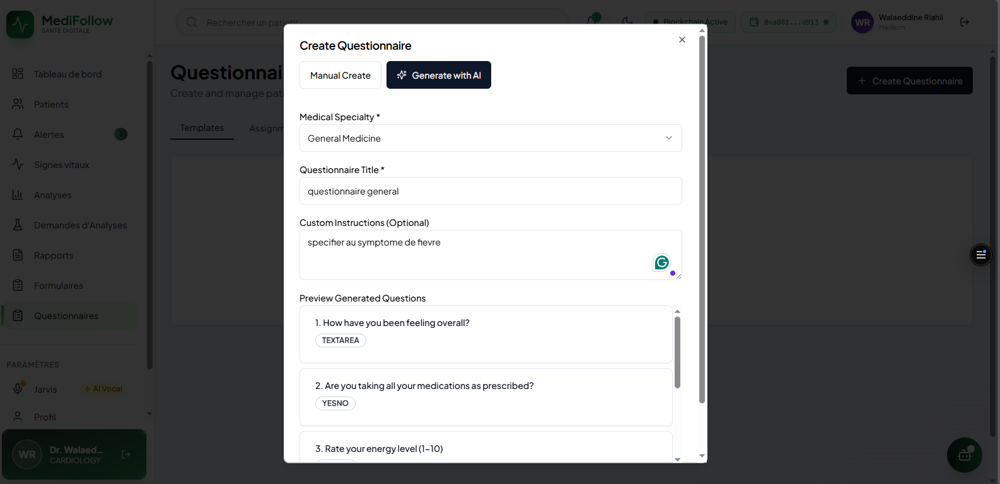 MediFollow
SANTÉ DIGITALE
Rechercher un patient
1
Blockchain Active
0xa081...d913
WR
Walaeddine Riahii
Médecin
Tableau de bord
Patients
Alertes
1
Signes vitaux
Analyses
Demandes d'Analyses
Rapports
Formulaires
Questionnaires
PARAMÈTRES
Jarvis
AI Vocal
Profil
WR
Dr. Walaed...
CARDIOLOGY
Questionnai
Create and manage pati
+ Create Questionnaire
Templates
Assignm
Create Questionnaire
Manual Create
Generate with AI
Medical Specialty *
General Medicine
Questionnaire Title *
questionnaire general
Custom Instructions (Optional)
specifier au symptome de fievre
Preview Generated Questions
1. How have you been feeling overall?
TEXTAREA
2. Are you taking all your medications as prescribed?
YESNO
3. Rate your energy level (1-10)